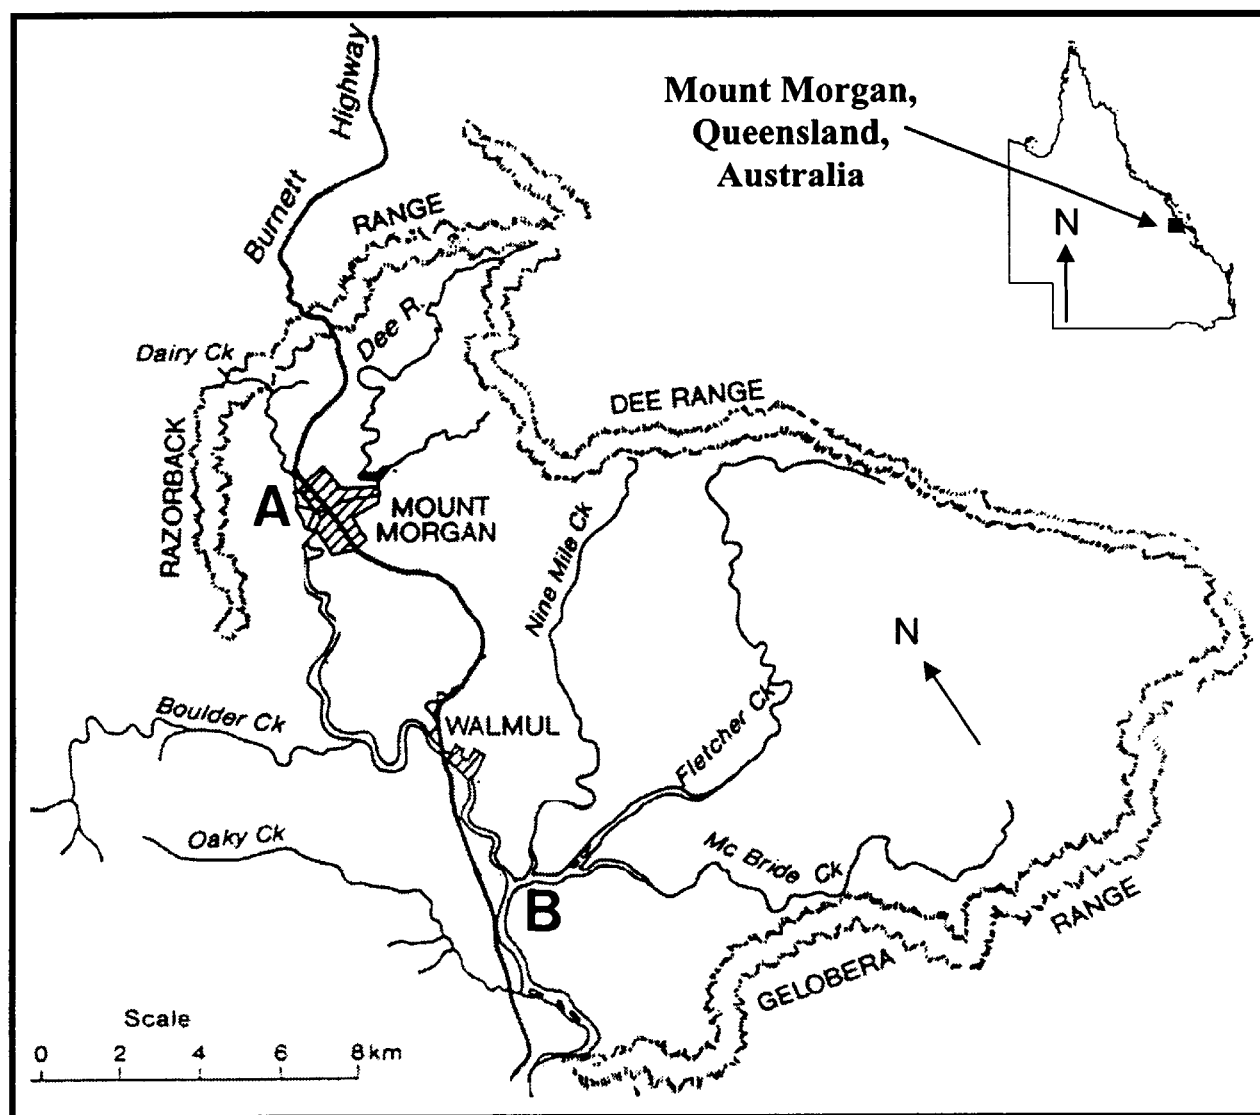 Mount Morgan,
Queensland,
Australia
N
Burnett Highway
RANGE
Dee R.
Dairy Ck
RAZORBACK
DEE RANGE
A
MOUNT
MORGAN
Nine Mile Ck
N
Boulder Ck
WALMUL
Fletcher Ck
Oaky Ck
Mc Bride Ck
B
GELOBERA RANGE
Scale
0 2 4 6 8 km